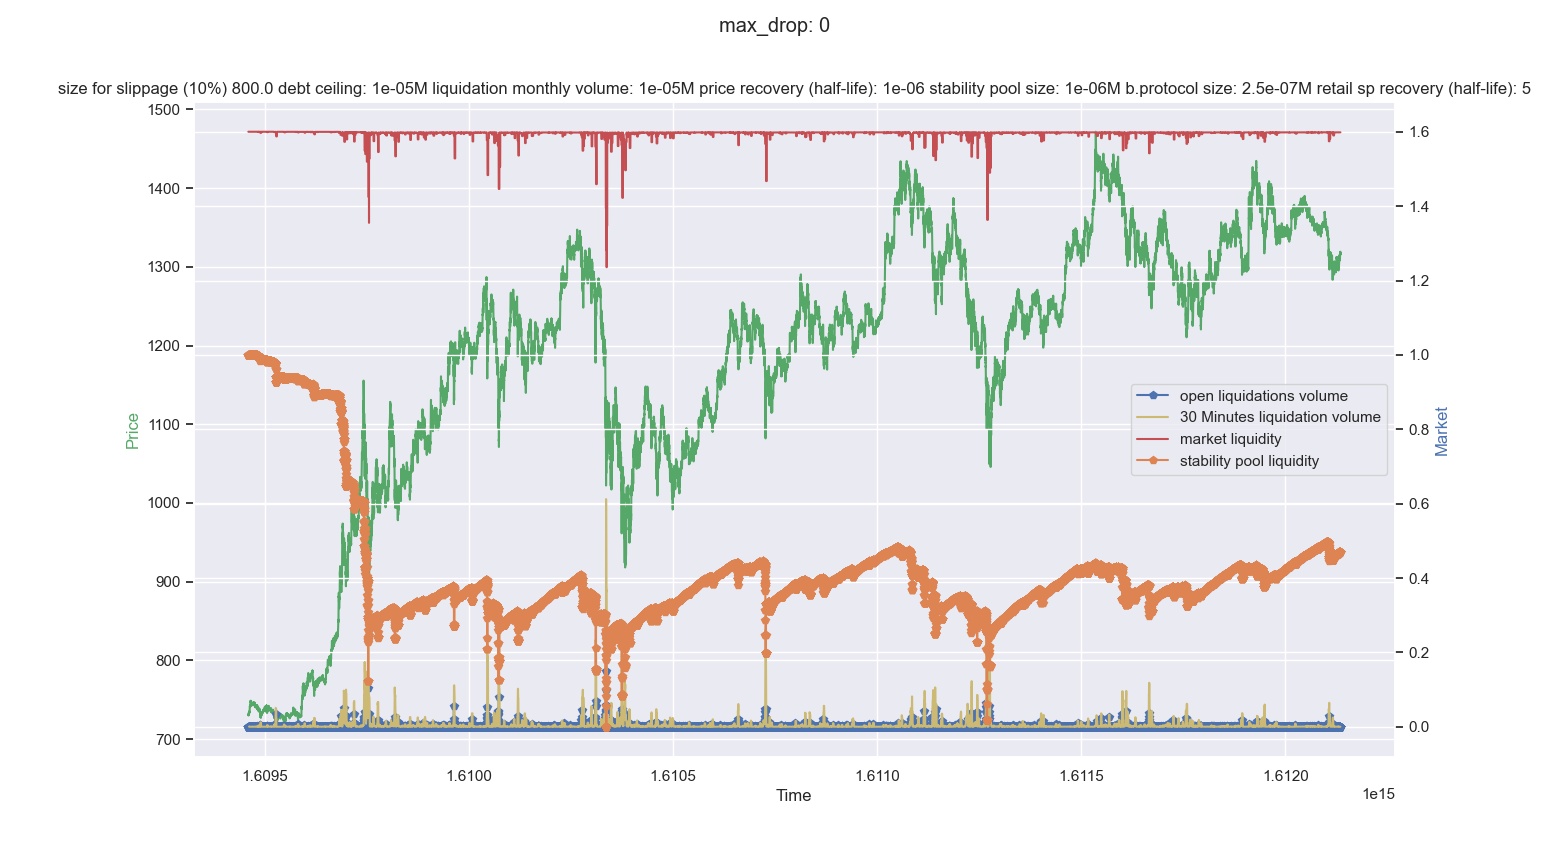 max_drop: 0
size for slippage (10%) 800.0 debt ceiling: 1e-05M liquidation monthly volume: 1e-05M price recovery (half-life): 1e-06 stability pool size: 1e-06M b.protocol size: 2.5e-07M retail sp recovery (half-life): 5
1500
1400
1300
1200
1100
1000
900
800
700
Price
1.6
1.4
1.2
1.0
0.8
0.6
0.4
0.2
0.0
Market
open liquidations volume
30 Minutes liquidation volume
market liquidity
stability pool liquidity
1.6095
1.6100
1.6105
1.6110
1.6115
1.6120
Time
1e15